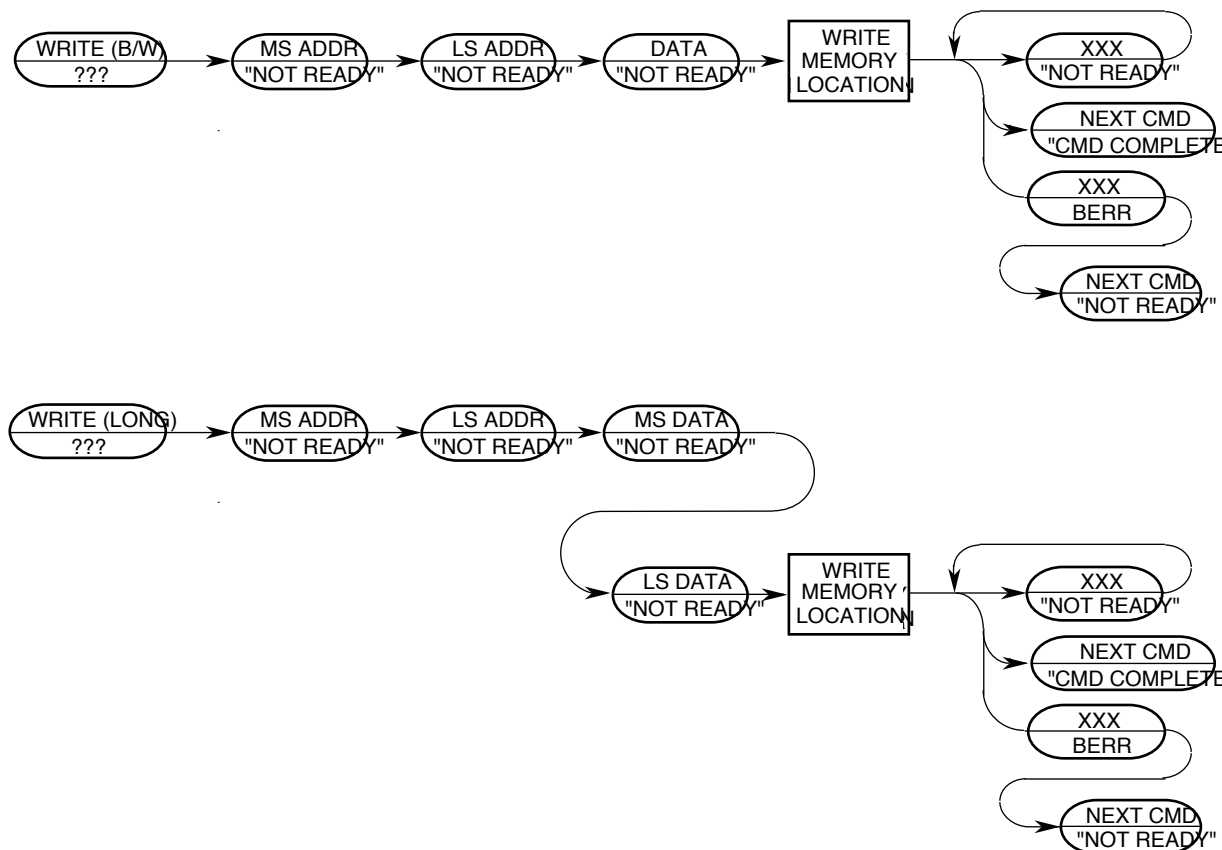 WRITE (B/W)
???
MS ADDR
"NOT READY"
LS ADDR
"NOT READY"
DATA
"NOT READY"
WRITE
MEMORY
LOCATION
XXX
"NOT READY"
NEXT CMD
"CMD COMPLETE
XXX
BERR
NEXT CMD
"NOT READY"
WRITE (LONG)
???
MS ADDR
"NOT READY"
LS ADDR
"NOT READY"
MS DATA
"NOT READY"
LS DATA
"NOT READY"
WRITE
MEMORY
LOCATION
XXX
"NOT READY"
NEXT CMD
"CMD COMPLETE
XXX
BERR
NEXT CMD
"NOT READY"